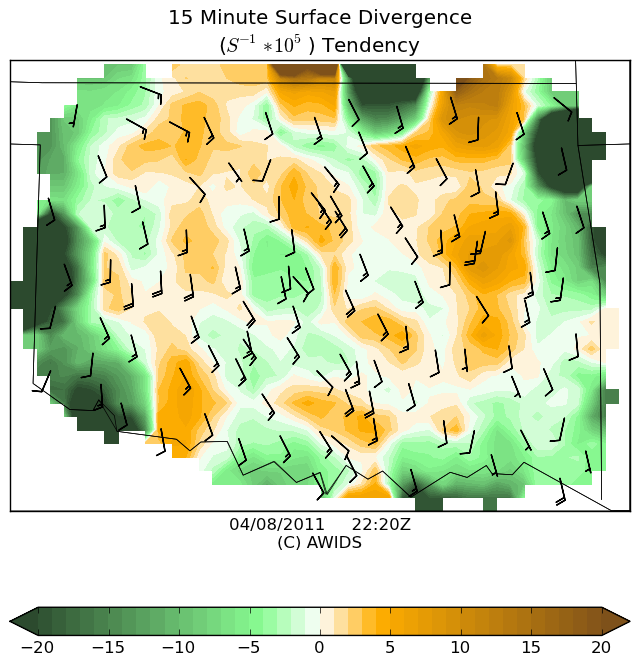 15 Minute Surface Divergence
(S⁻¹ *10⁵ ) Tendency
04/08/2011 22:20Z
(C) AWIDS
−20 −15 −10 −5 0 5 10 15 20